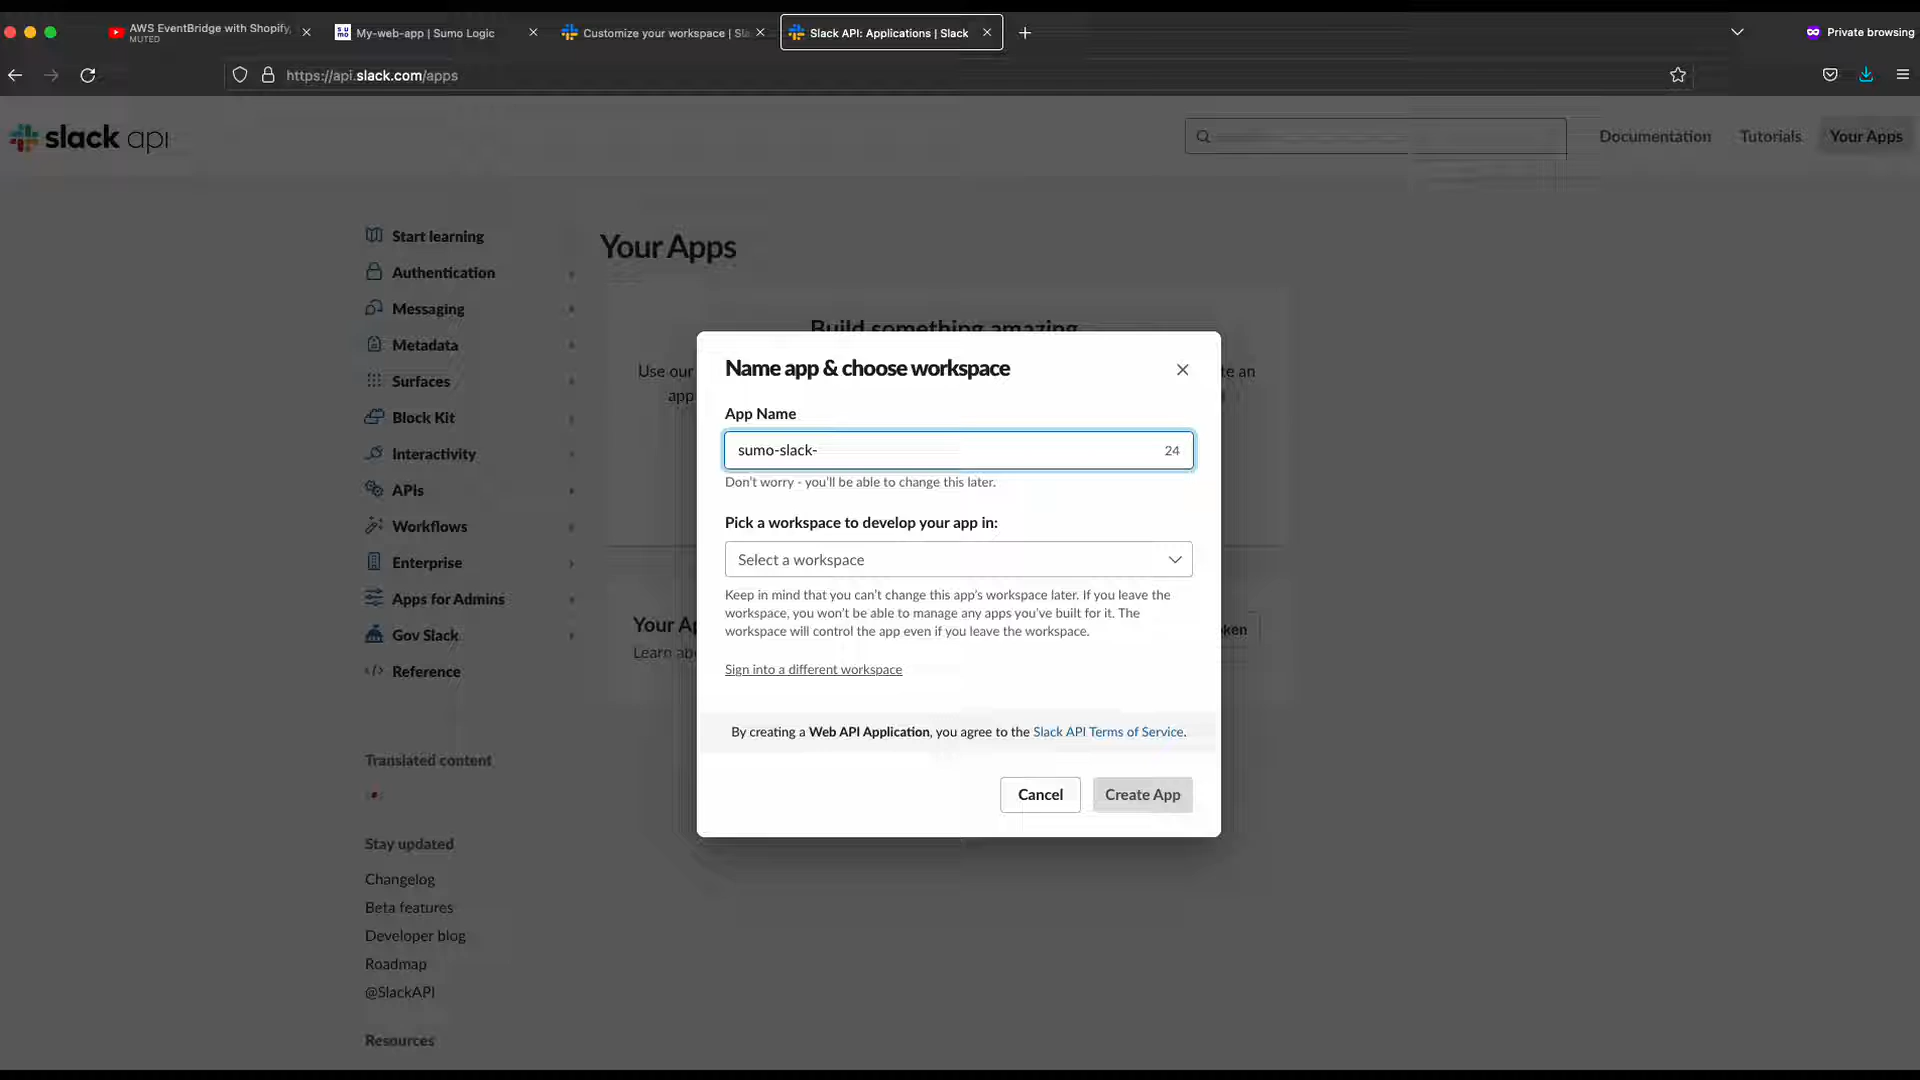 AWS EventBridge with Shopify,
MUTED
My-web-app | Sumo Logic
Customize your workspace | Sla
Slack API: Applications | Slack
Private browsing
https://api.slack.com/apps
slack api
Documentation
Tutorials
Your Apps
Start learning
Authentication
Messaging
Metadata
Surfaces
Block Kit
Interactivity
APIs
Workflows
Enterprise
Apps for Admins
Gov Slack
Reference
Translated content
Stay updated
Changelog
Beta features
Developer blog
Roadmap
@SlackAPI
Resources
Your Apps
Build something amazing
Use our
te an
app
Your Ap
ken
Learn abo
Name app & choose workspace
App Name
sumo-slack-
24
Don't worry - you'll be able to change this later.
Pick a workspace to develop your app in:
Select a workspace
Keep in mind that you can't change this app's workspace later. If you leave the
workspace, you won't be able to manage any apps you've built for it. The
workspace will control the app even if you leave the workspace.
Sign into a different workspace
By creating a Web API Application, you agree to the Slack API Terms of Service.
Cancel
Create App